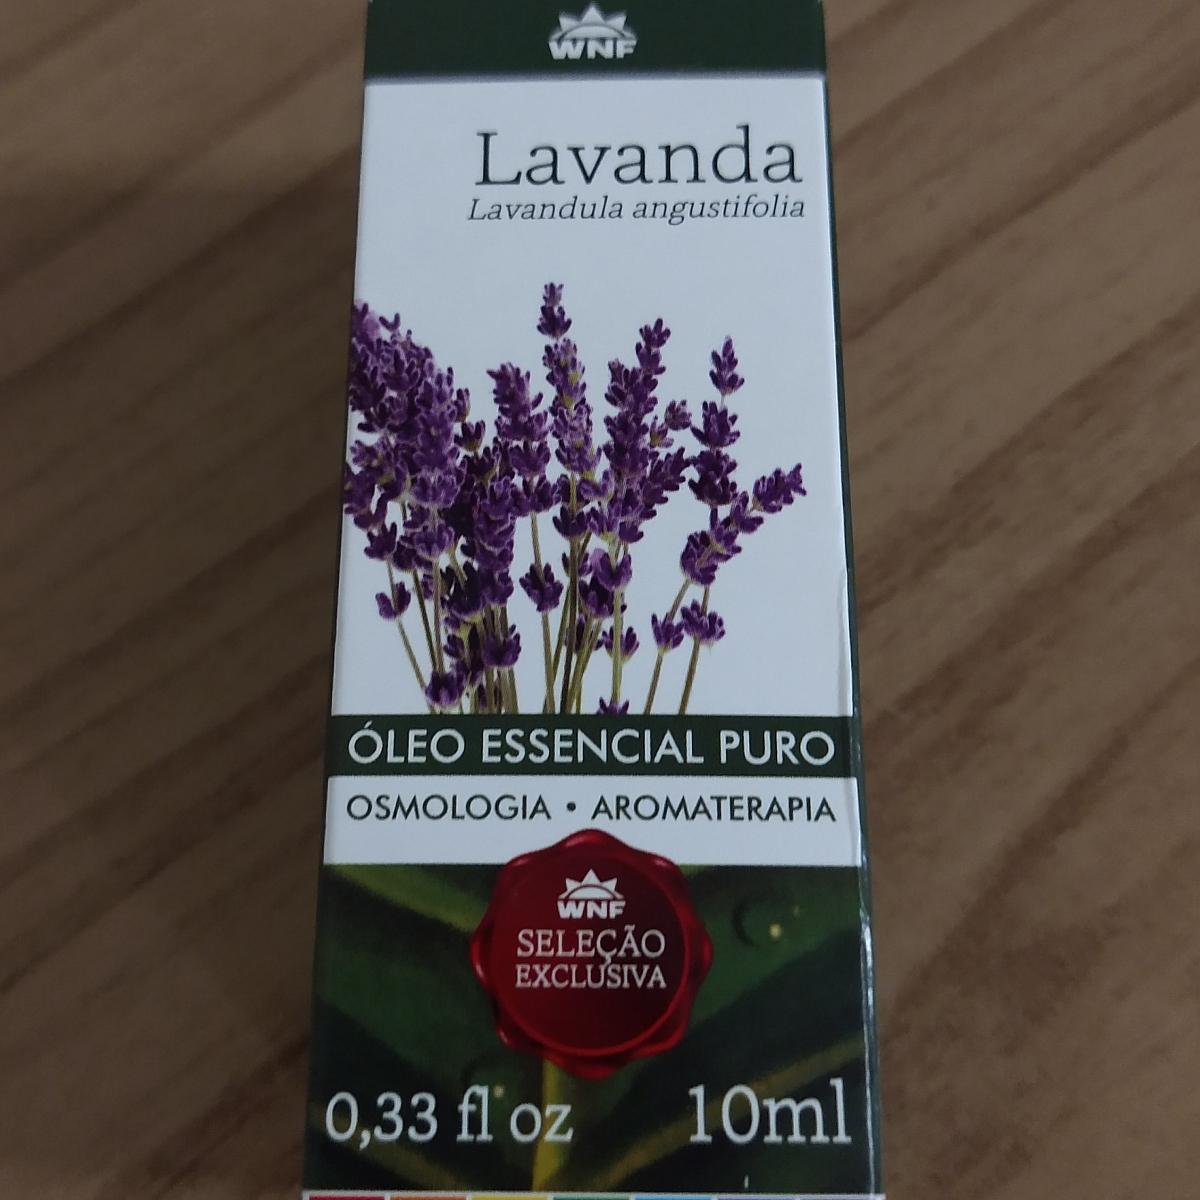 WNF
Lavanda
Lavandula angustifolia
ÓLEO ESSENCIAL PURO
OSMOLOGIA • AROMATERAPIA
WNF
SELEÇÃO
EXCLUSIVA
0,33 fl oz 10ml